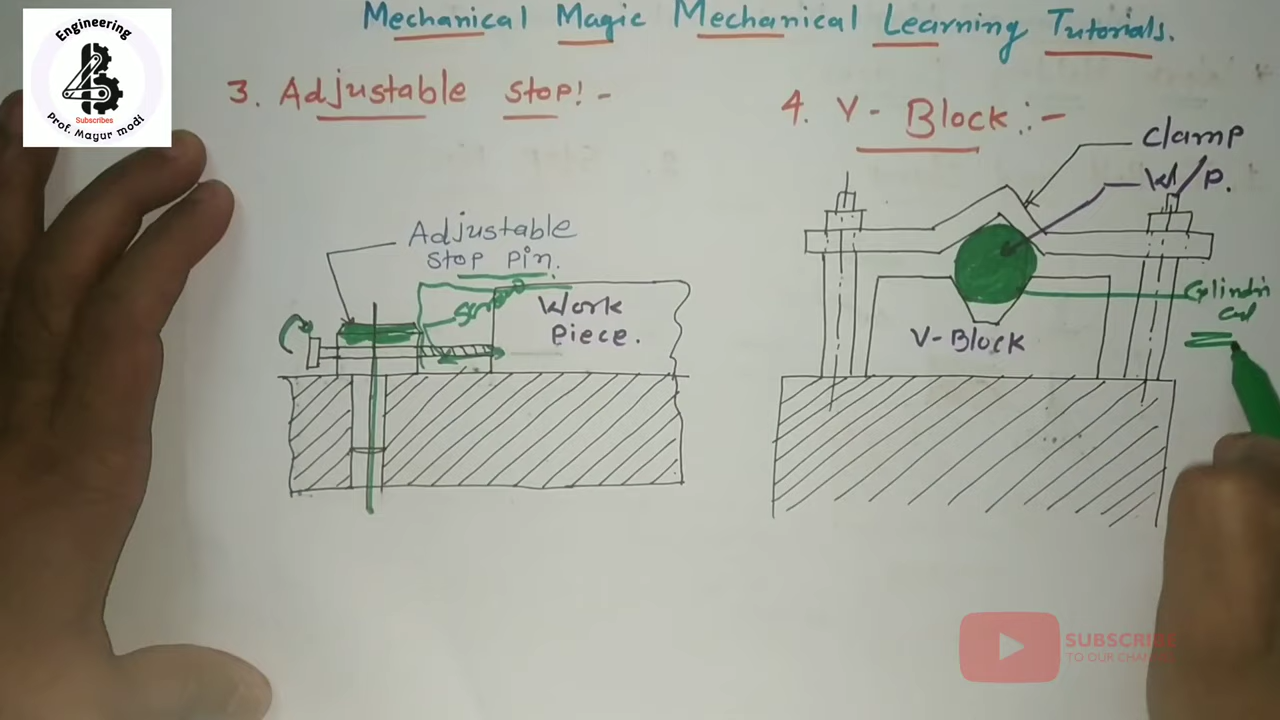 Mechanical Magic Mechanical Learning Tutorials.
Engineering
Prof. Mayur modi
Subscribes
3. Adjustable stop! -
Adjustable
stop pin.
Screw
Work
piece.
4. V - Block :-
Clamp
W/P.
Cylindri
cal
V-Block
SUBSCRIBE
TO OUR CHANNEL